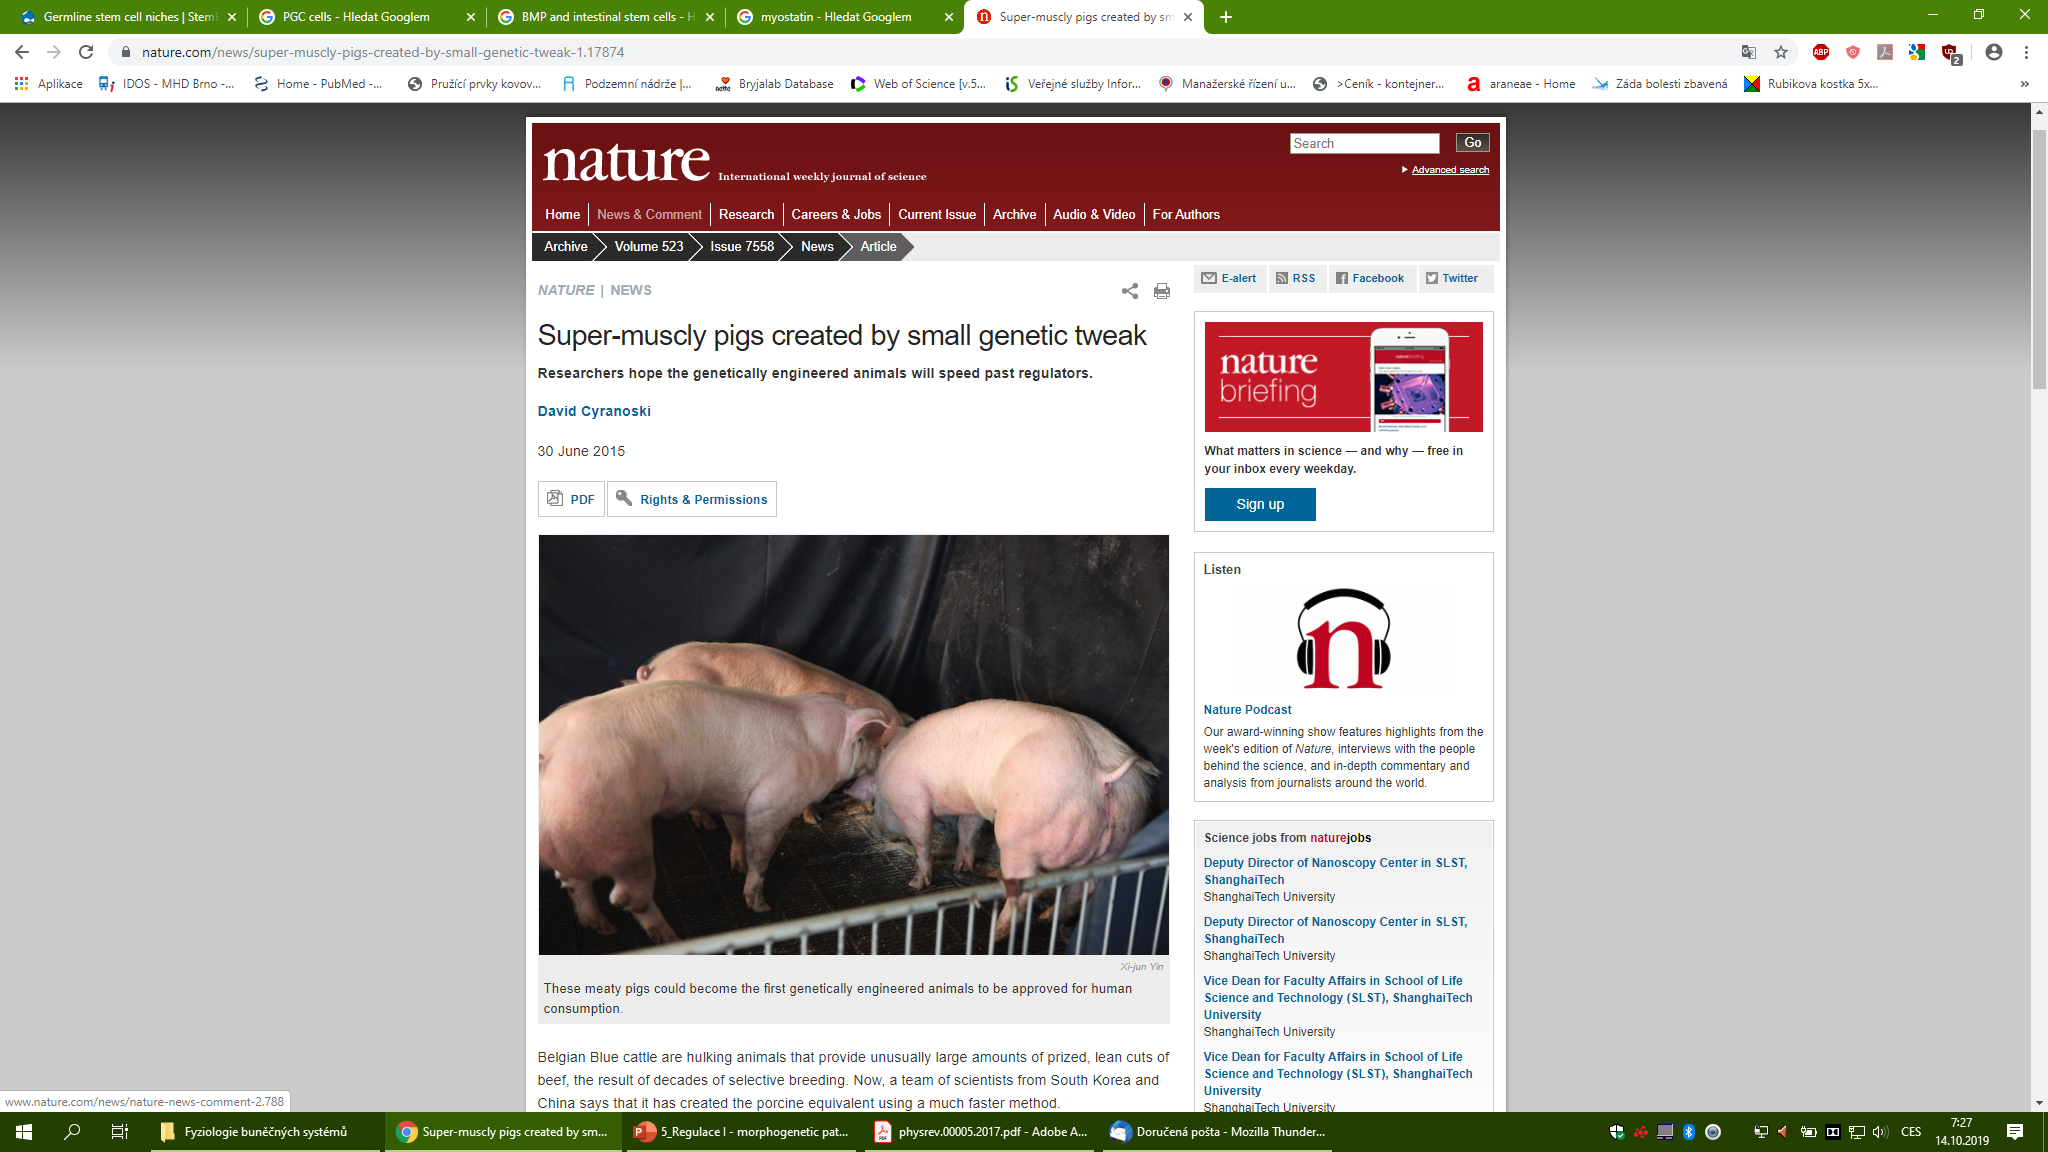 Germline stem cell niches | Stem
PGC cells - Hledat Googlem
BMP and intestinal stem cells - H
myostatin - Hledat Googlem
Super-muscly pigs created by sm
nature.com/news/super-muscly-pigs-created-by-small-genetic-tweak-1.17874
ABP
2
Aplikace
IDOS - MHD Brno -...
Home - PubMed -...
Pružící prvky kovov...
Podzemní nádrže |...
nette
Bryjalab Database
Web of Science [v.5...
Veřejné služby Infor...
Manažerské řízení u...
>Ceník - kontejner...
araneae - Home
Záda bolesti zbavená
Rubikova kostka 5x...
»
nature
International weekly journal of science
Search
Go
Advanced search
Home
News & Comment
Research
Careers & Jobs
Current Issue
Archive
Audio & Video
For Authors
Archive
Volume 523
Issue 7558
News
Article
NATURE | NEWS
Super-muscly pigs created by small genetic tweak
Researchers hope the genetically engineered animals will speed past regulators.
David Cyranoski
30 June 2015
PDF
Rights & Permissions
Xi-jun Yin
These meaty pigs could become the first genetically engineered animals to be approved for human
consumption.
Belgian Blue cattle are hulking animals that provide unusually large amounts of prized, lean cuts of
beef, the result of decades of selective breeding. Now, a team of scientists from South Korea and
China says that it has created the porcine equivalent using a much faster method.
E-alert
RSS
Facebook
Twitter
nature
briefing
What matters in science — and why — free in
your inbox every weekday.
Sign up
Listen
n
Nature Podcast
Our award-winning show features highlights from the
week's edition of Nature, interviews with the people
behind the science, and in-depth commentary and
analysis from journalists around the world.
Science jobs from naturejobs
Deputy Director of Nanoscopy Center in SLST,
ShanghaiTech
ShanghaiTech University
Deputy Director of Nanoscopy Center in SLST,
ShanghaiTech
ShanghaiTech University
Vice Dean for Faculty Affairs in School of Life
Science and Technology (SLST), ShanghaiTech
University
ShanghaiTech University
Vice Dean for Faculty Affairs in School of Life
Science and Technology (SLST), ShanghaiTech
University
ShanghaiTech University
www.nature.com/news/nature-news-comment-2.788
Fyziologie buněčných systémů
Super-muscly pigs created by sm...
5_Regulace I - morphogenetic pat...
physrev.00005.2017.pdf - Adobe A...
Doručená pošta - Mozilla Thunder...
CES
7:27
14.10.2019